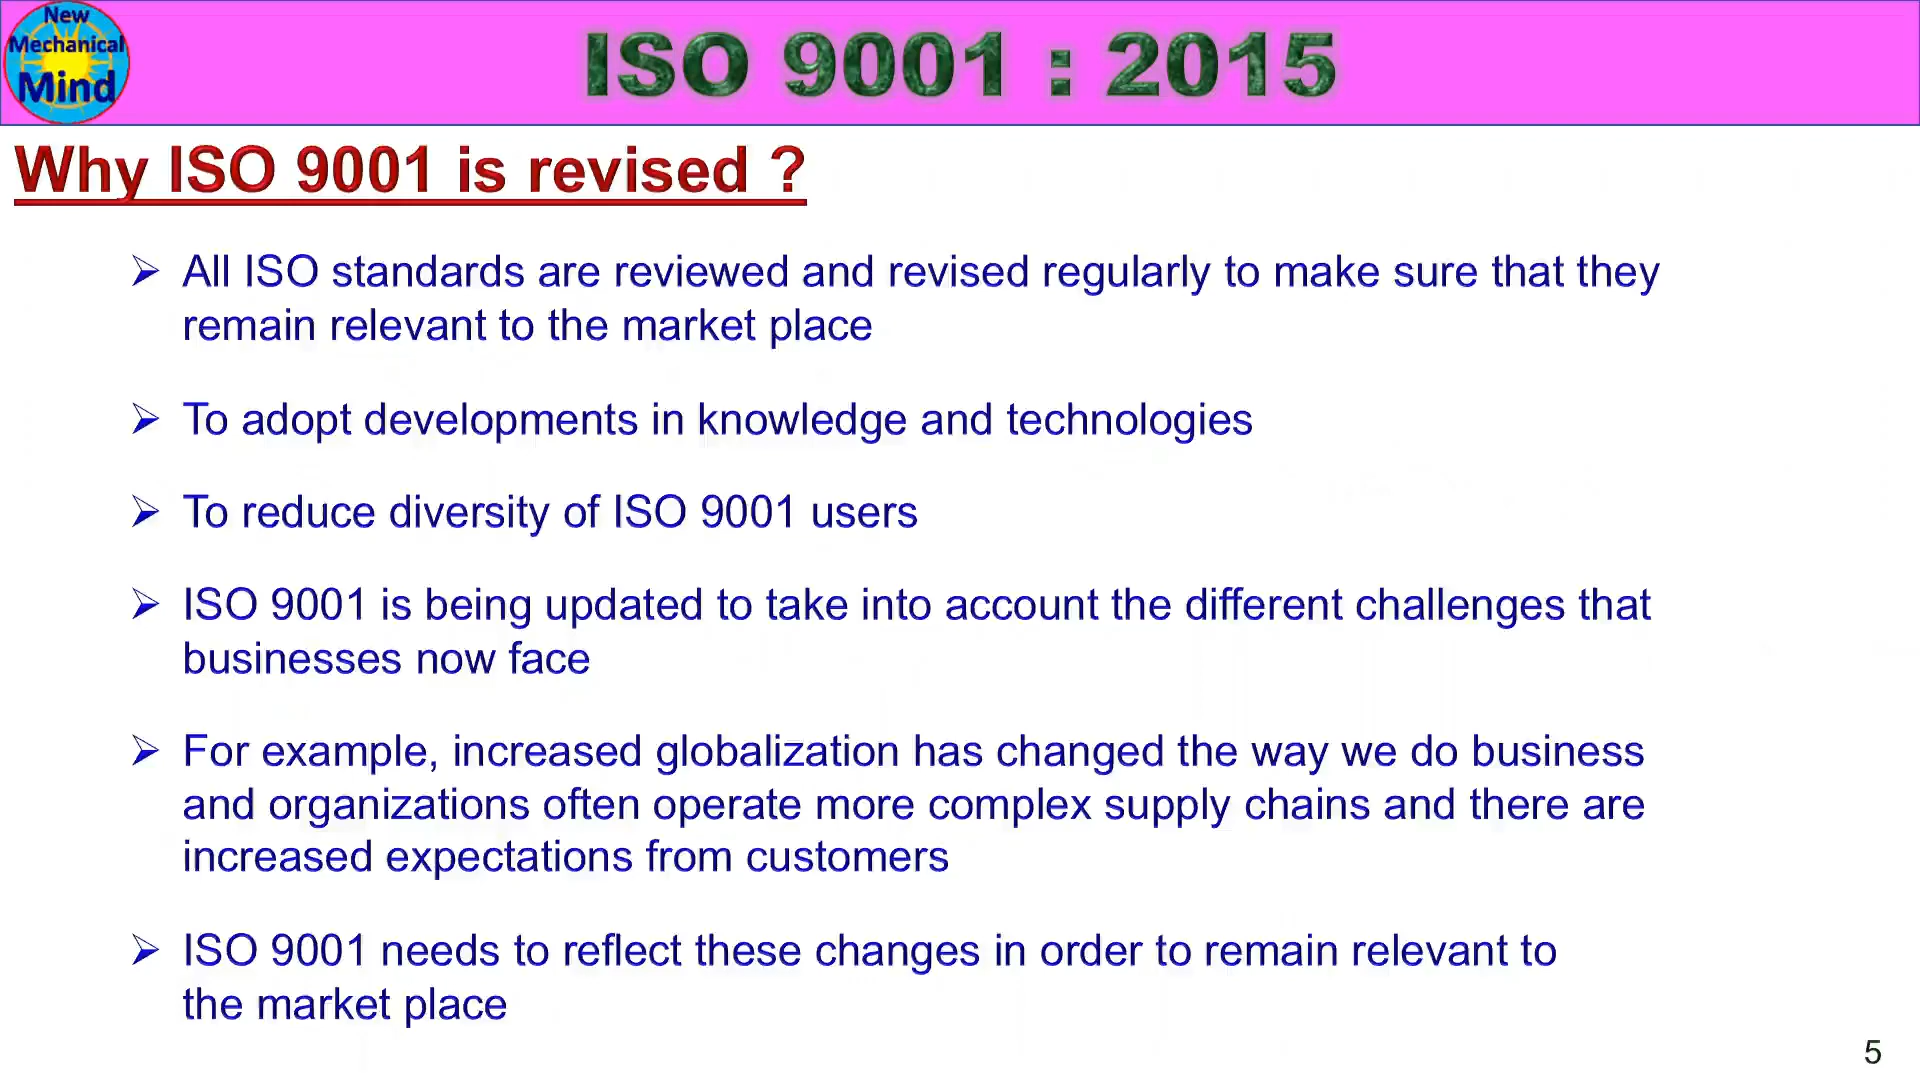 New
Mechanical
Mind
ISO 9001 : 2015
Why ISO 9001 is revised ?
➢ All ISO standards are reviewed and revised regularly to make sure that they
remain relevant to the market place
➢ To adopt developments in knowledge and technologies
➢ To reduce diversity of ISO 9001 users
➢ ISO 9001 is being updated to take into account the different challenges that
businesses now face
➢ For example, increased globalization has changed the way we do business
and organizations often operate more complex supply chains and there are
increased expectations from customers
➢ ISO 9001 needs to reflect these changes in order to remain relevant to
the market place
5